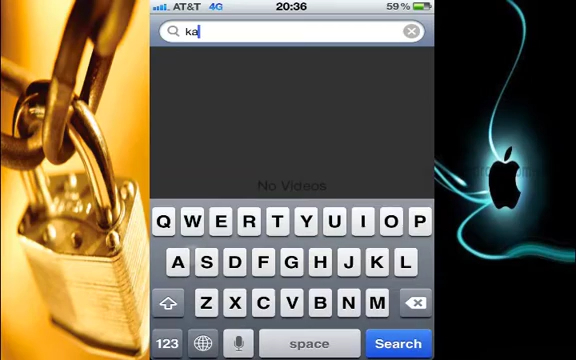 AT&T 4G 20:36 59%
ka
No Videos
Q W E R T Y U I O P
A S D F G H J K L
Z X C V B N M
123 space Search